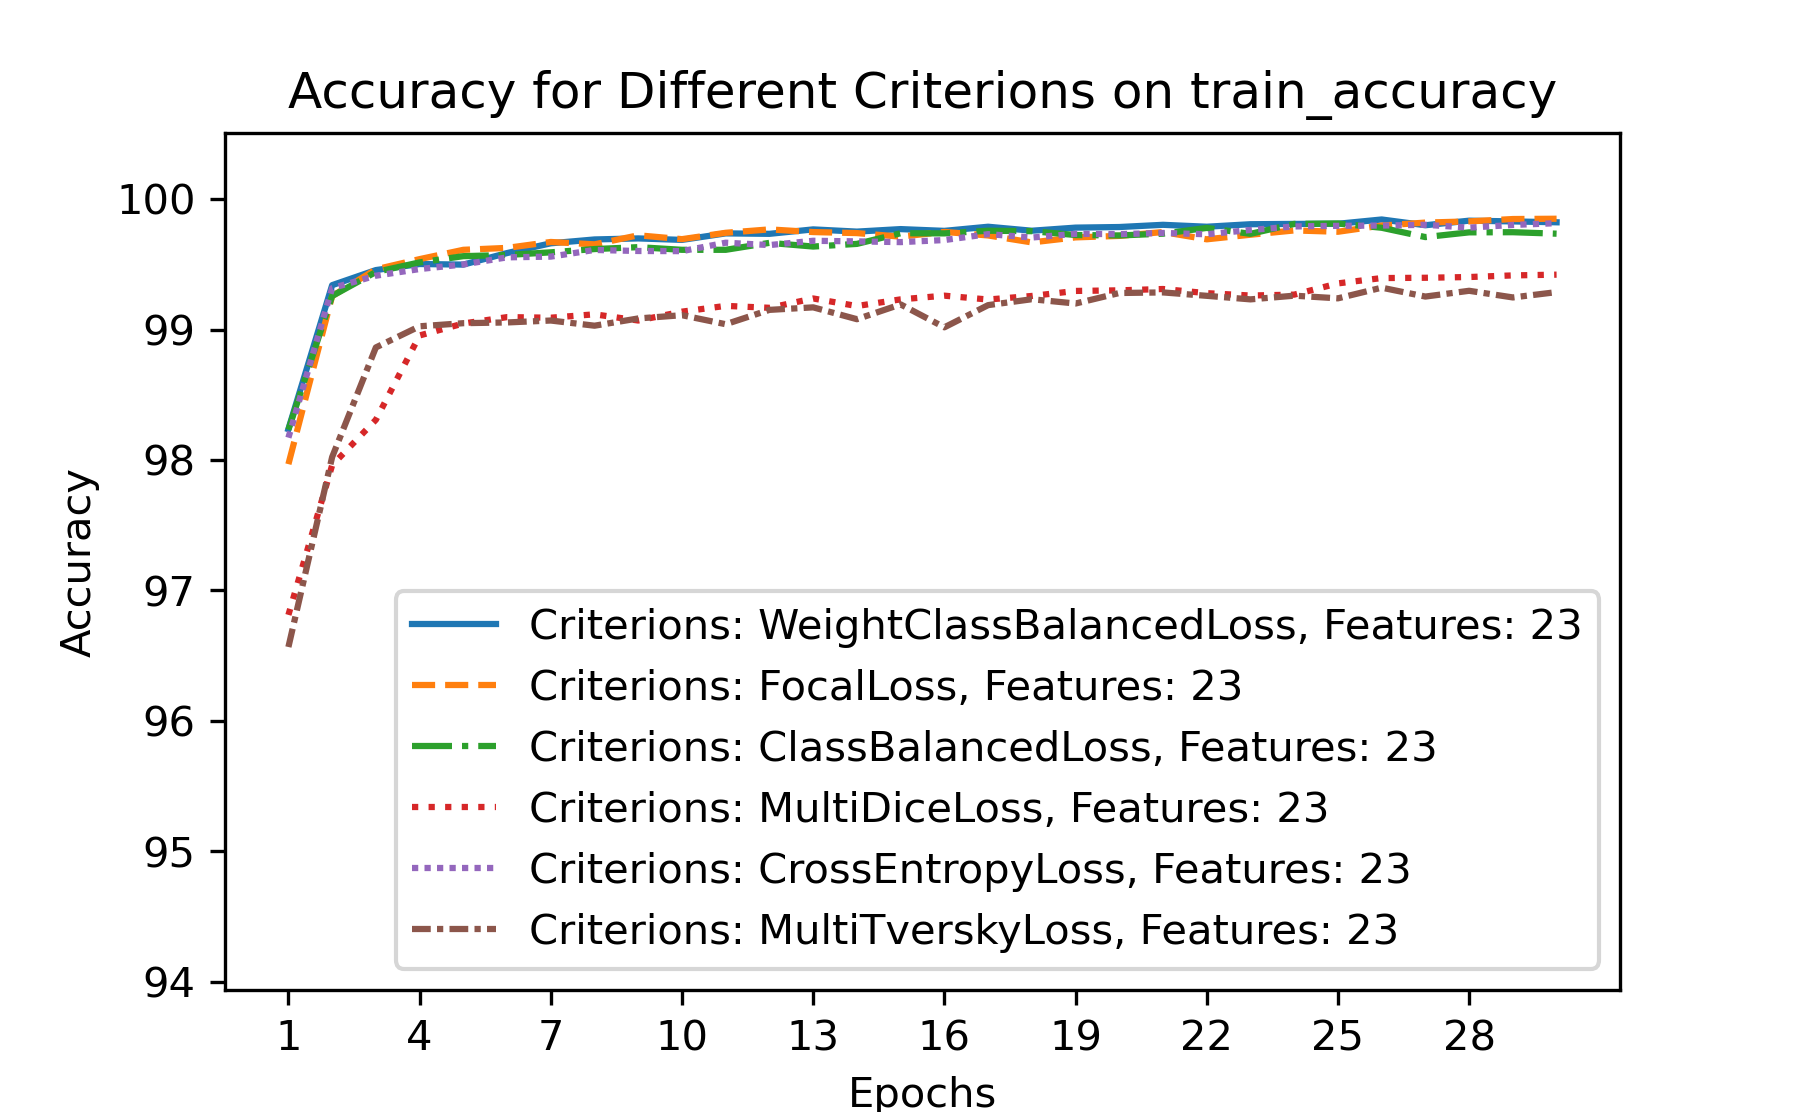 Accuracy for Different Criterions on train_accuracy
100
99
98
97
96
95
94
Accuracy
Criterions: WeightClassBalancedLoss, Features: 23
Criterions: FocalLoss, Features: 23
Criterions: ClassBalancedLoss, Features: 23
Criterions: MultiDiceLoss, Features: 23
Criterions: CrossEntropyLoss, Features: 23
Criterions: MultiTverskyLoss, Features: 23
1 4 7 10 13 16 19 22 25 28
Epochs